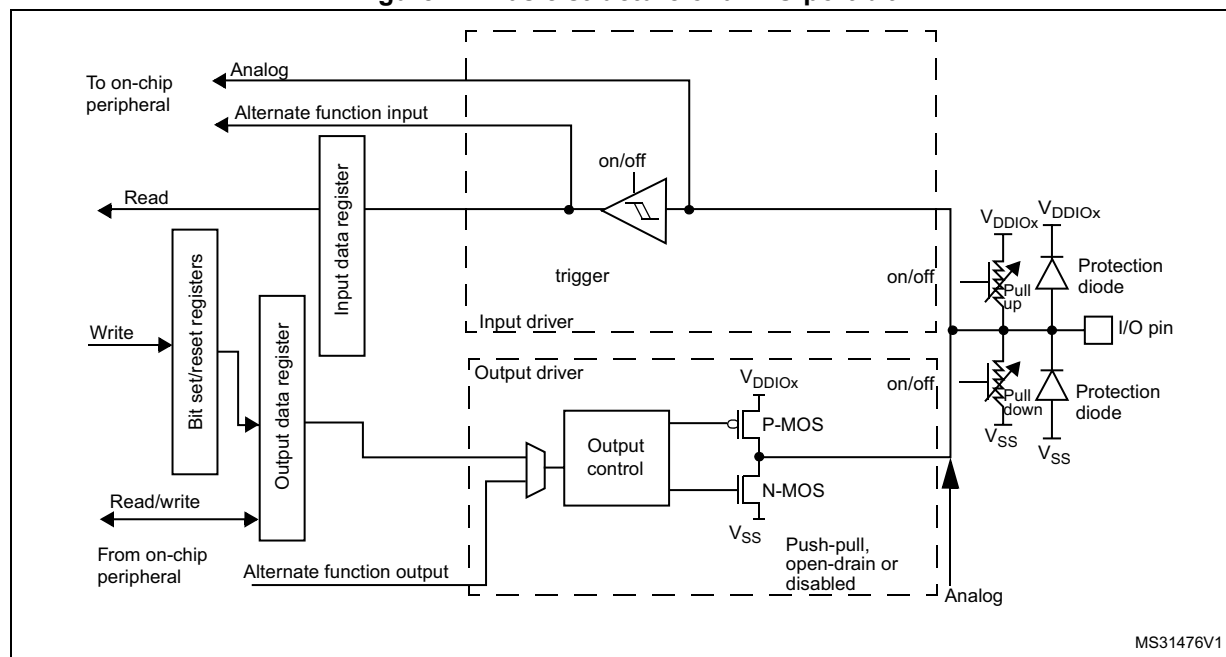 To on-chip
peripheral
Analog
Alternate function input
on/off
Read
Input data register
trigger
Input driver
on/off
VDDIOx
VDDIOx
Pull
up
Protection
diode
I/O pin
Write
Bit set/reset registers
Output data register
Output driver
VDDIOx
P-MOS
Output
control
N-MOS
VSS
on/off
Pull
down
VSS
Protection
diode
VSS
Read/write
From on-chip
peripheral
Alternate function output
Push-pull,
open-drain or
disabled
Analog
MS31476V1